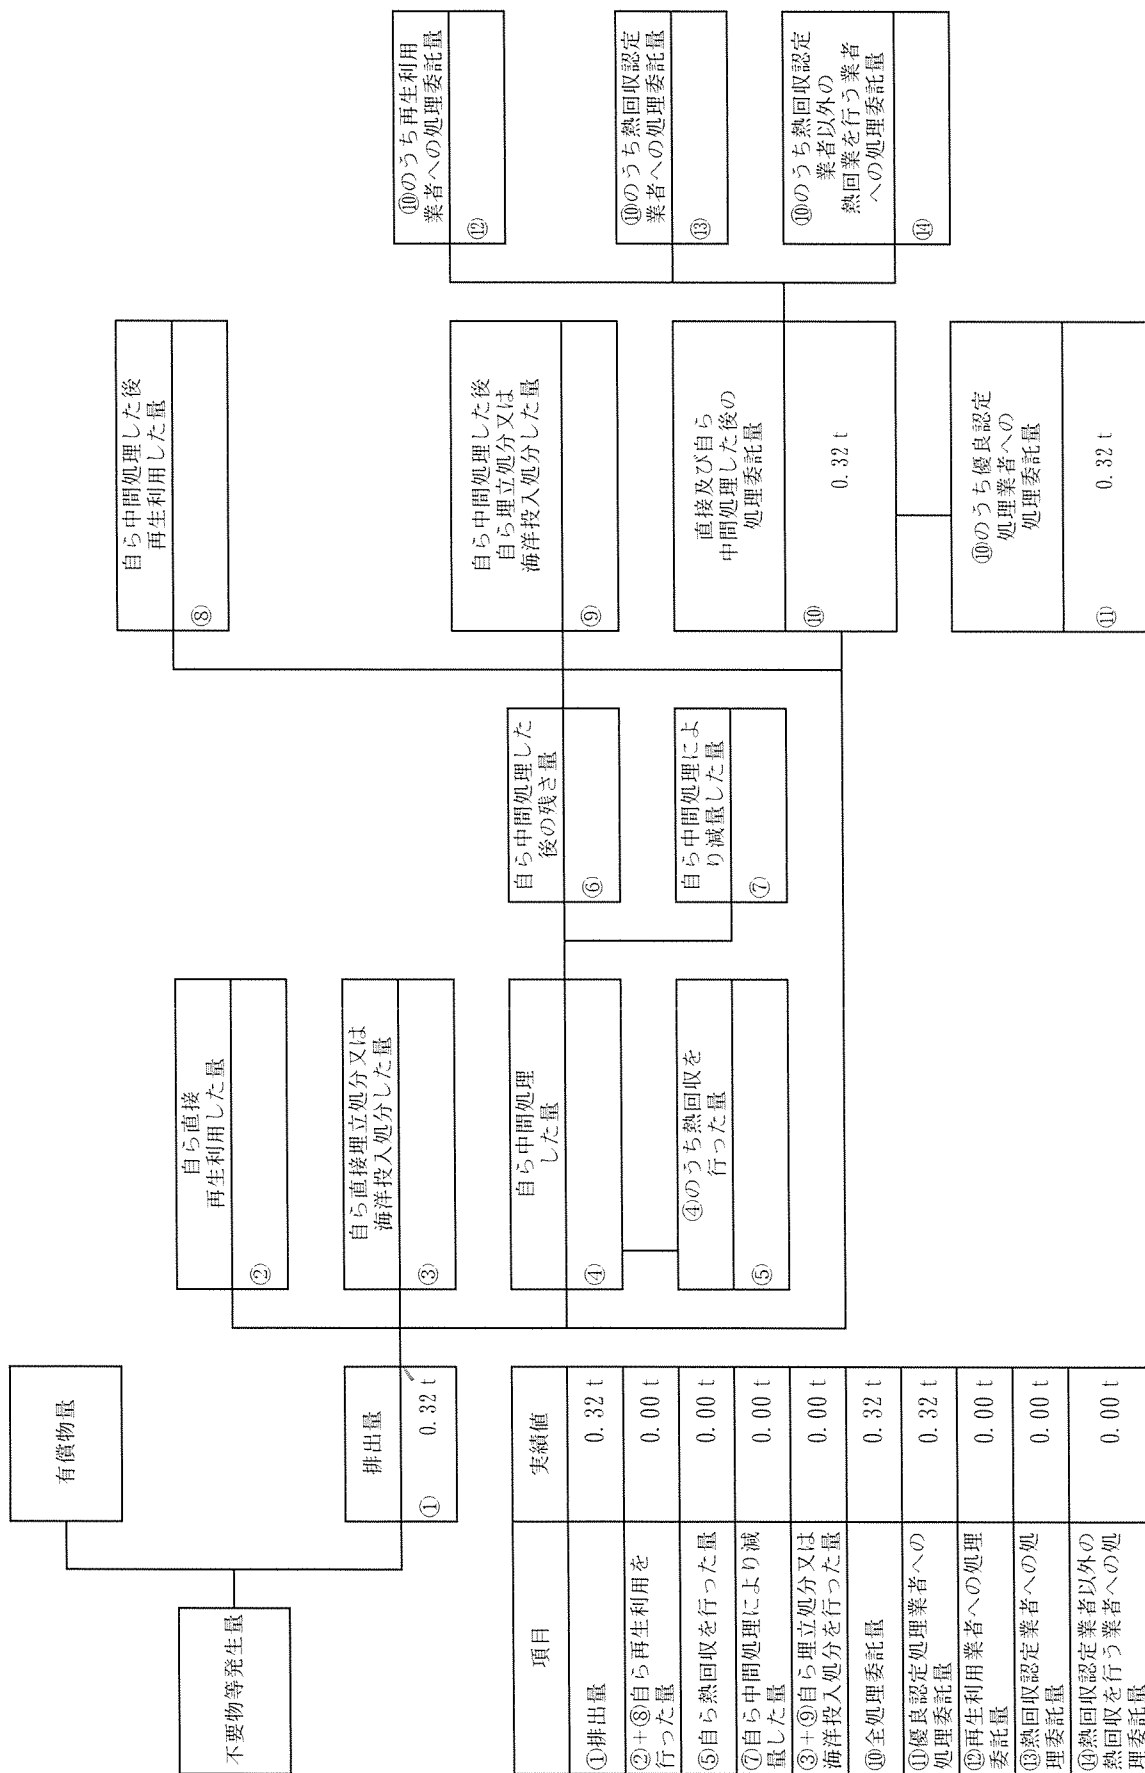 不要物等発生量
有償物量
排出量
① 0.32 t
自ら直接
再生利用した量
②
自ら直接埋立処分又は
海洋投入処分した量
③
自ら中間処理
した量
④
④のうち熱回収を
行った量
⑤
自ら中間処理した
後の残さ量
⑥
自ら中間処理によ
り減量した量
⑦
自ら中間処理した後
再生利用した量
⑧
自ら中間処理した後
自ら埋立処分又は
海洋投入処分した量
⑨
直接及び自ら
中間処理した後の
処理委託量
⑩ 0.32 t
⑩のうち優良認定
処理業者への
処理委託量
⑪ 0.32 t
⑩のうち再生利用
業者への処理委託量
⑫
⑩のうち熱回収認定
業者への処理委託量
⑬
⑩のうち熱回収認定
業者以外の
熱回業を行う業者
への処理委託量
⑭
項目 実績値
①排出量 0.32 t
②+⑧自ら再生利用を
行った量 0.00 t
⑤自ら熱回収を行った量 0.00 t
⑦自ら中間処理により減
量した量 0.00 t
③+⑨自ら埋立処分又は
海洋投入処分を行った量 0.00 t
⑩全処理委託量 0.32 t
⑪優良認定処理業者への
処理委託量 0.32 t
⑫再生利用業者への処理
委託量 0.00 t
⑬熱回収認定業者への処
理委託量 0.00 t
⑭熱回収認定業者以外の
熱回収を行う業者への処
理委託量 0.00 t